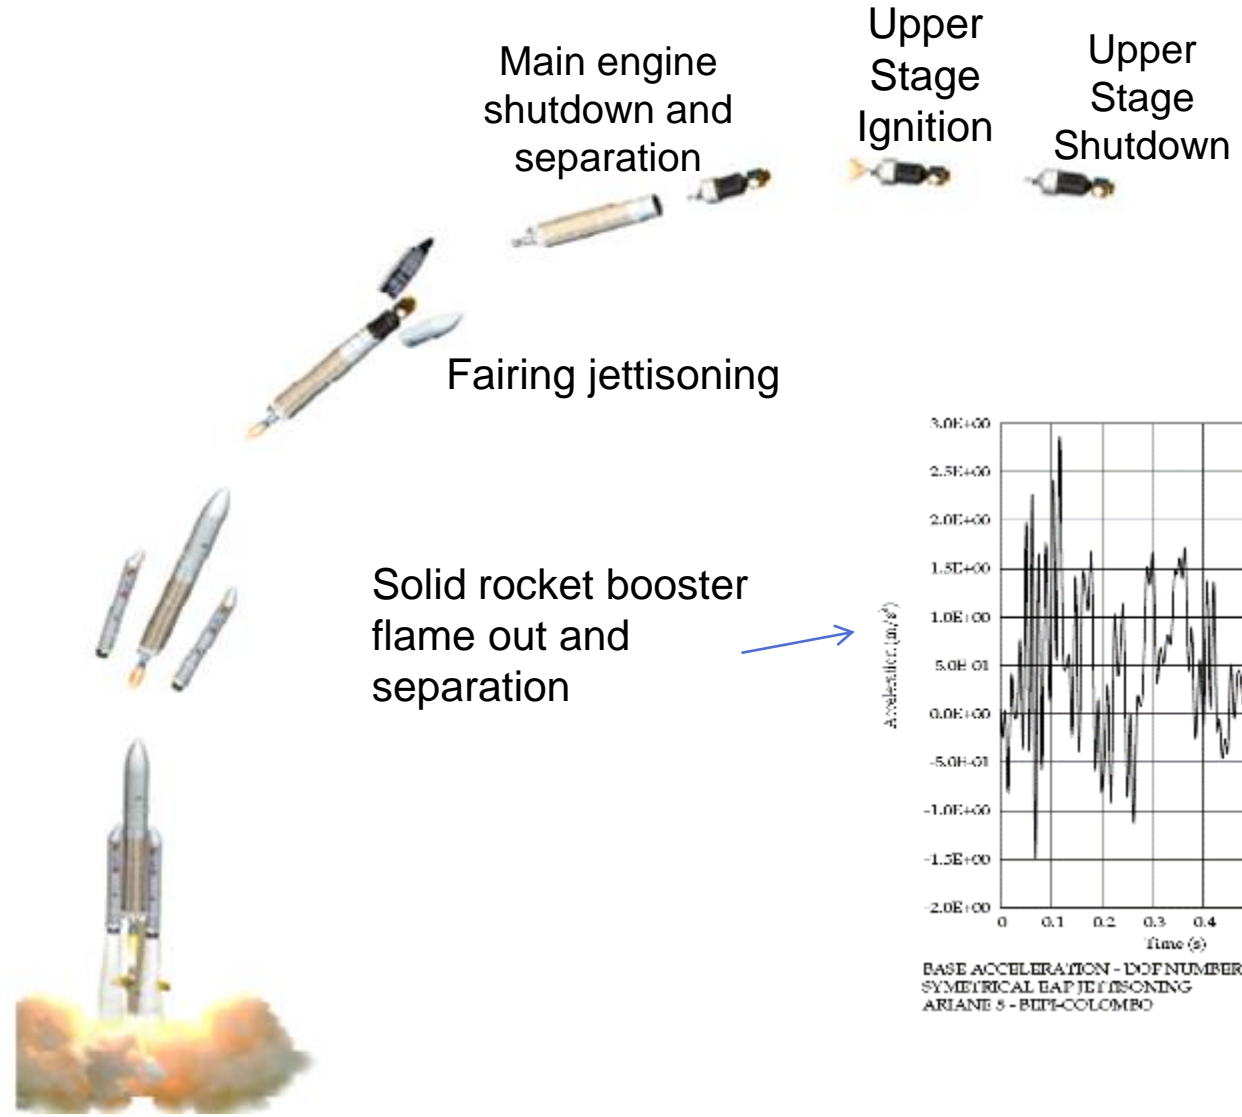 Main engine
shutdown and
separation
Upper
Stage
Ignition
Upper
Stage
Shutdown
Fairing jettisoning
Solid rocket booster
flame out and
separation
3.0E+00
2.5E+00
2.0E+00
1.5E+00
1.0E+00
5.0E-01
0.0E+00
-5.0E-01
-1.0E+00
-1.5E+00
-2.0E+00
Acceleration (m/s²)
0 0.1 0.2 0.3 0.4
Time (s)
BASE ACCELERATION - DOF NUMBER
SYMETRICAL EAP JETTISONING
ARIANE 5 - BEPI-COLOMBO